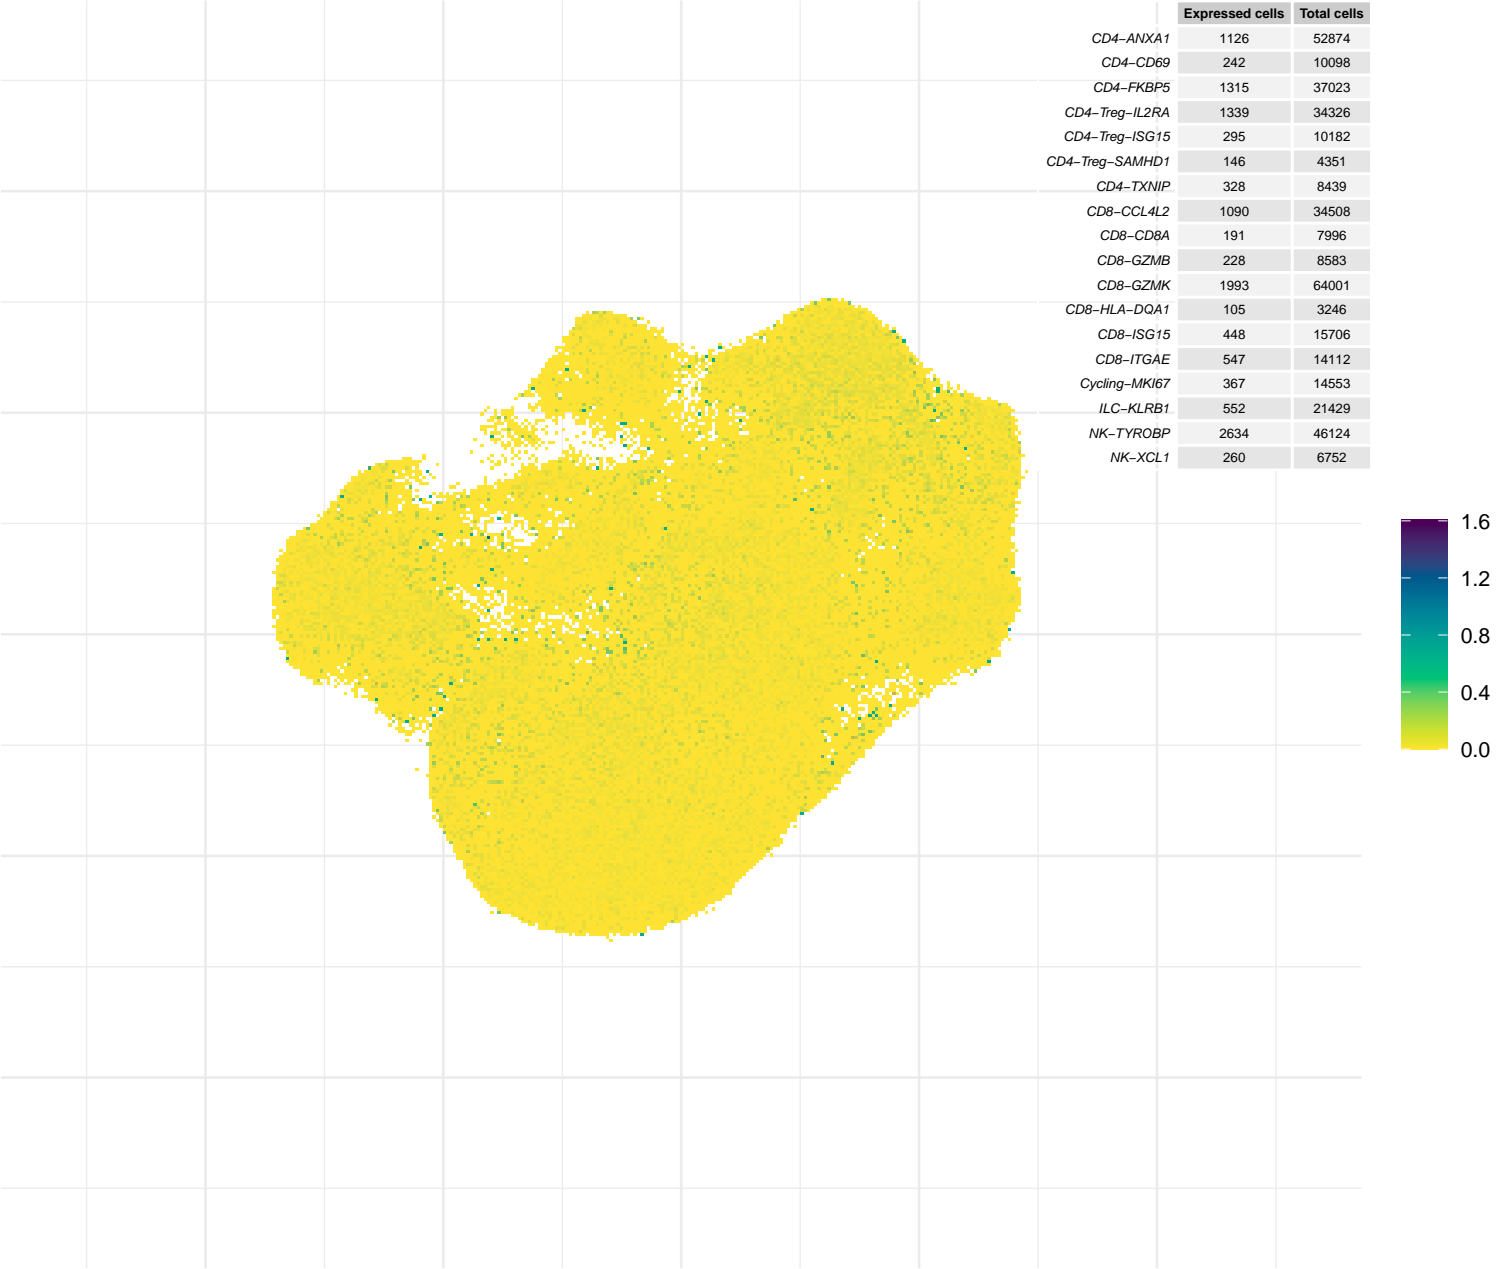 Expressed cells Total cells
CD4−ANXA1 1126 52874
CD4−CD69 242 10098
CD4−FKBP5 1315 37023
CD4−Treg−IL2RA 1339 34326
CD4−Treg−ISG15 295 10182
CD4−Treg−SAMHD1 146 4351
CD4−TXNIP 328 8439
CD8−CCL4L2 1090 34508
CD8−CD8A 191 7996
CD8−GZMB 228 8583
CD8−GZMK 1993 64001
CD8−HLA−DQA1 105 3246
CD8−ISG15 448 15706
CD8−ITGAE 547 14112
Cycling−MKI67 367 14553
ILC−KLRB1 552 21429
NK−TYROBP 2634 46124
NK−XCL1 260 6752
1.6
1.2
0.8
0.4
0.0